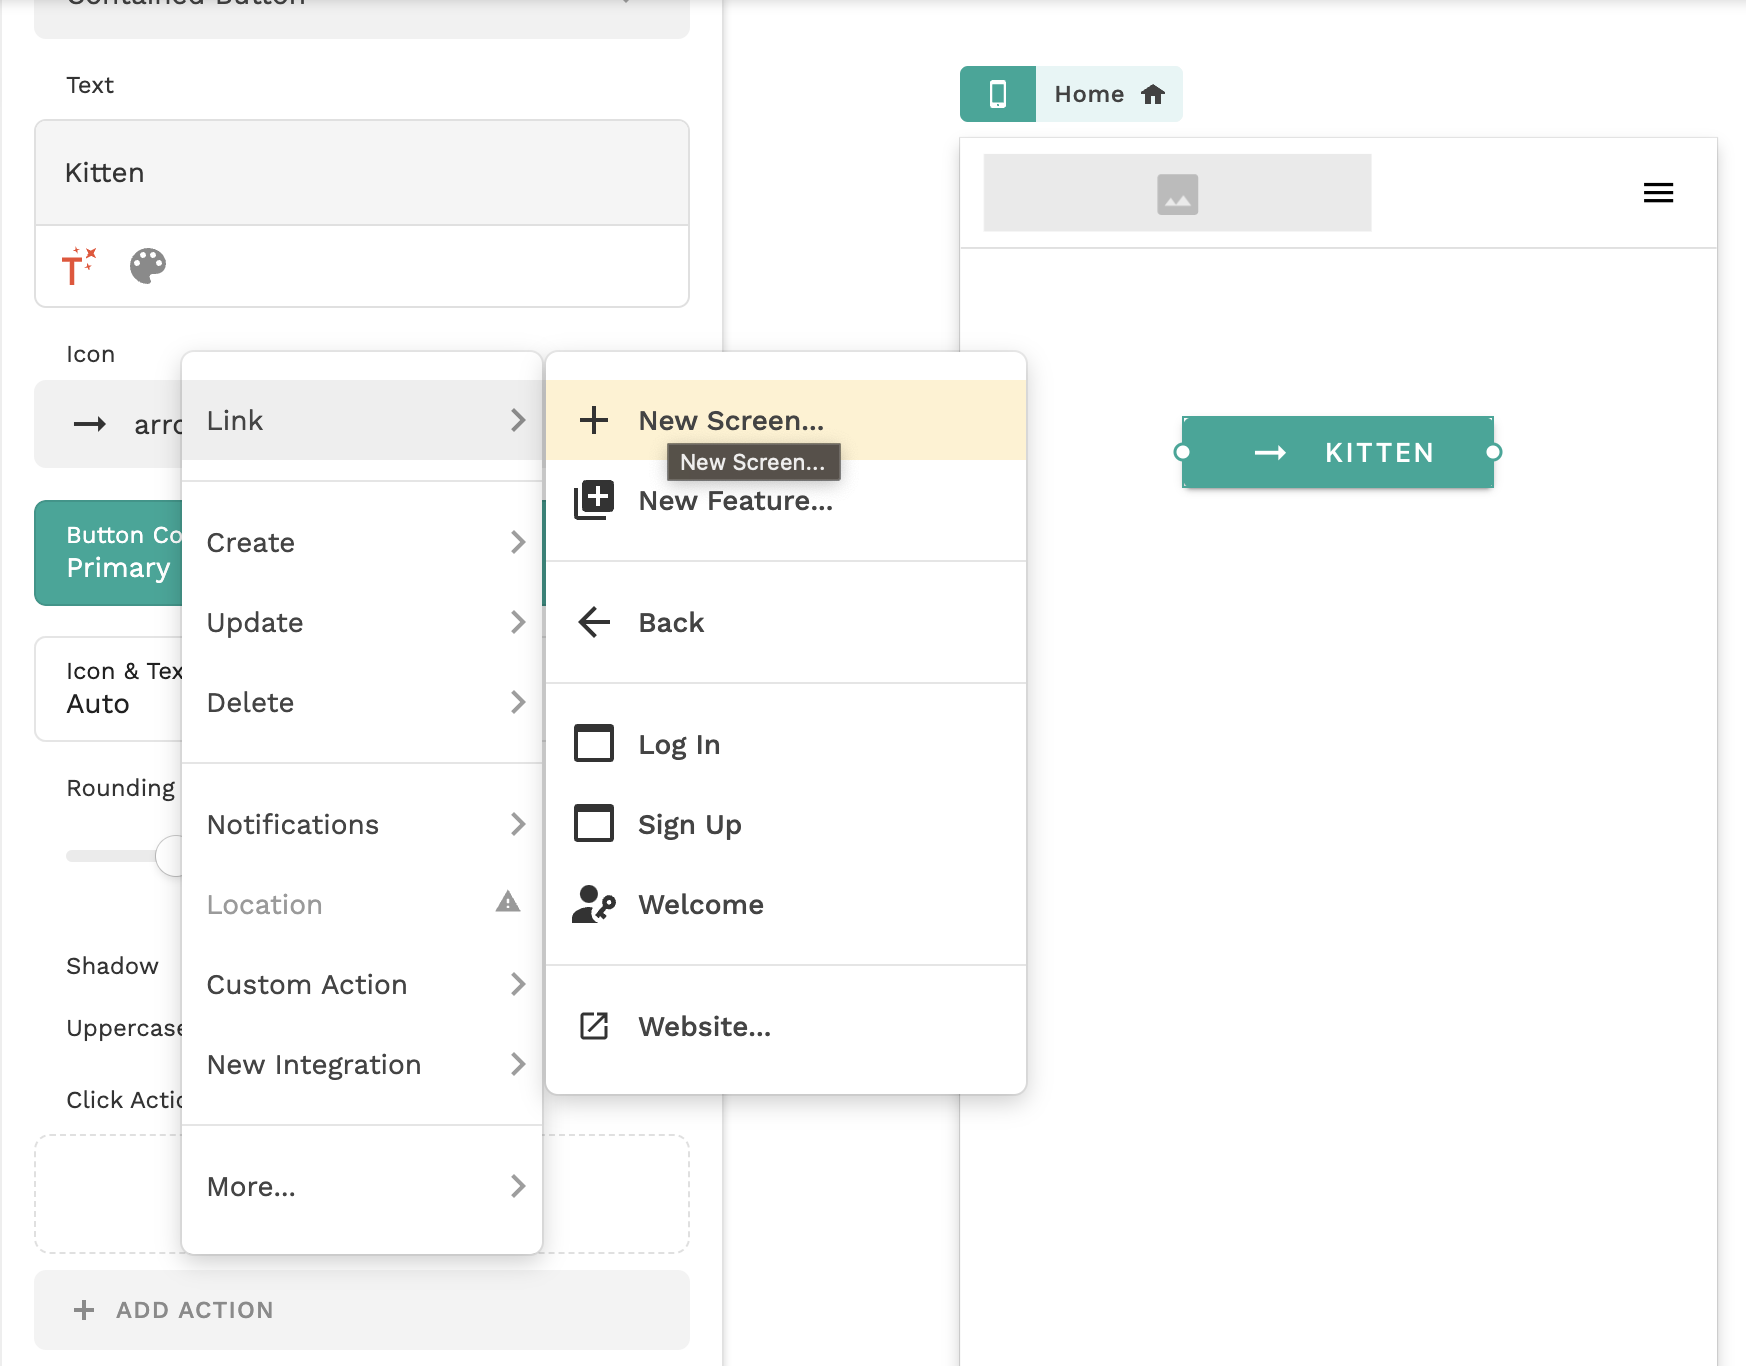 Contained Button
Text
Kitten
Icon
Button Co
Primary
Icon & Tex
Auto
Rounding
Shadow
Uppercase
Click Actio
ADD ACTION
Link
Create
Update
Delete
Notifications
Location
Custom Action
New Integration
More...
New Screen...
New Screen...
New Feature...
Back
Log In
Sign Up
Welcome
Website...
Home
KITTEN